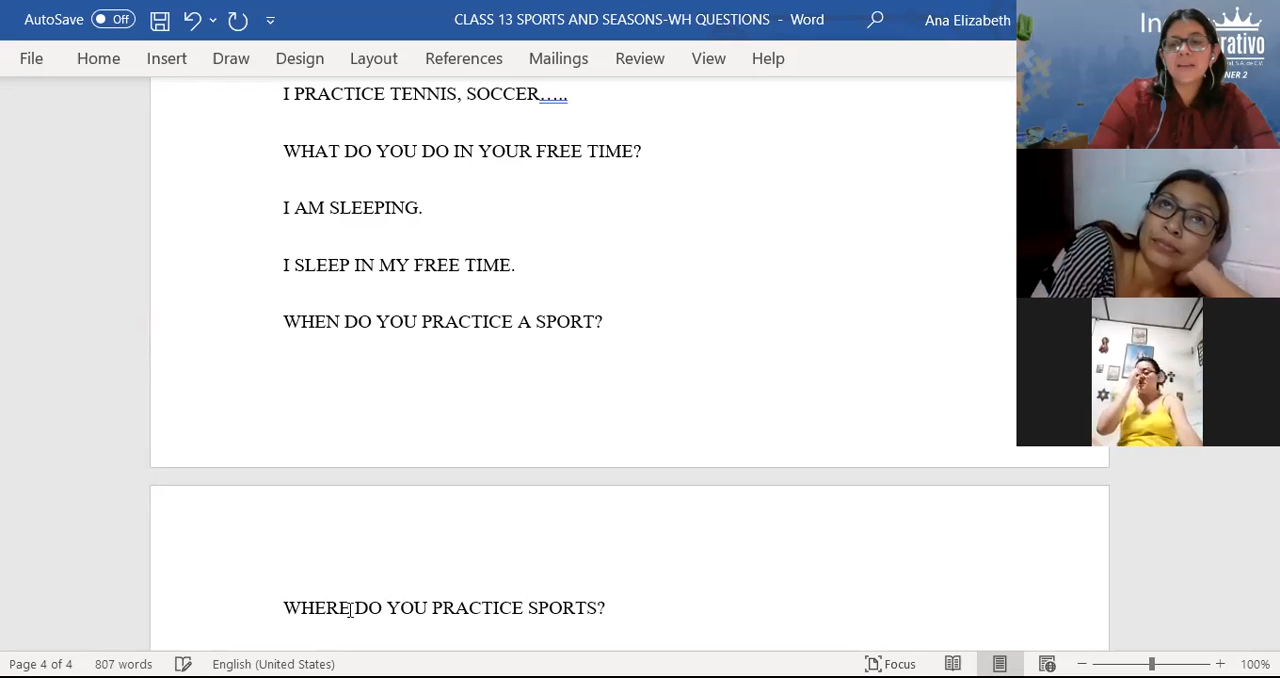 AutoSave Off CLASS 13 SPORTS AND SEASONS-WH QUESTIONS - Word Ana Elizabeth
File Home Insert Draw Design Layout References Mailings Review View Help
I PRACTICE TENNIS, SOCCER…..
WHAT DO YOU DO IN YOUR FREE TIME?
I AM SLEEPING.
I SLEEP IN MY FREE TIME.
WHEN DO YOU PRACTICE A SPORT?
WHERE DO YOU PRACTICE SPORTS?
Page 4 of 4 807 words English (United States) Focus 100%